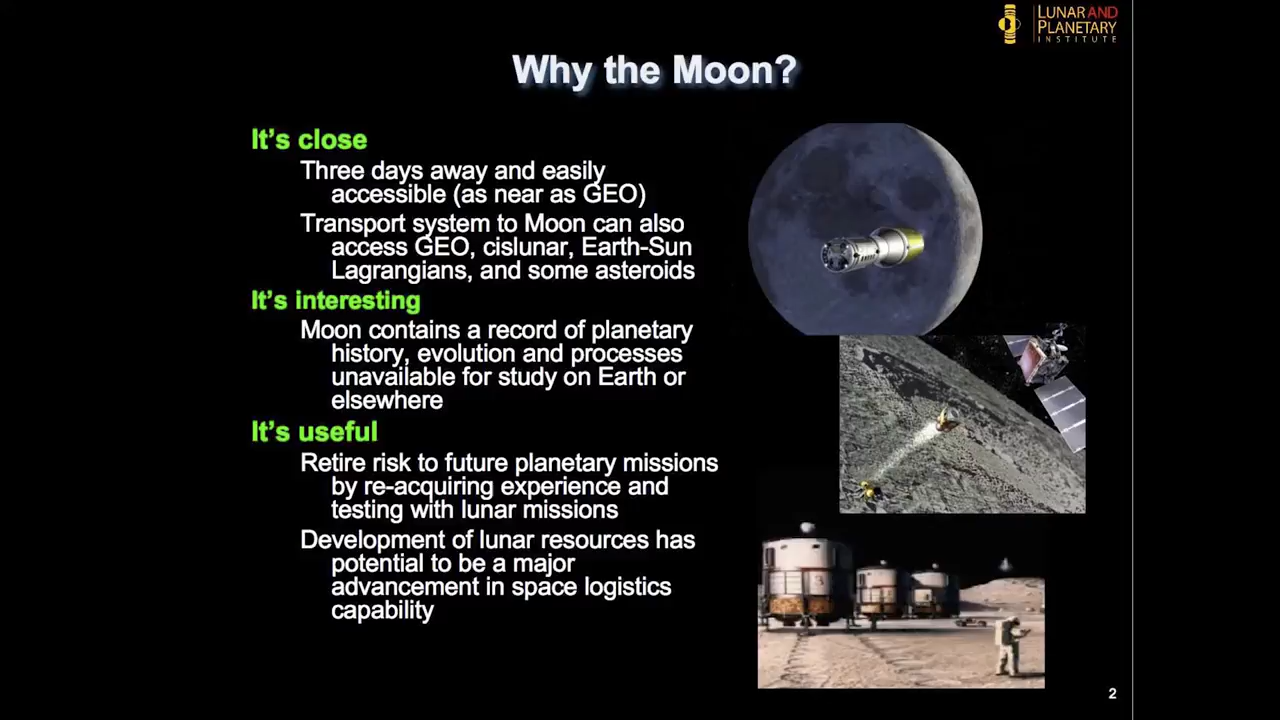 LUNAR AND
PLANETARY
INSTITUTE
Why the Moon?
It's close
Three days away and easily
accessible (as near as GEO)
Transport system to Moon can also
access GEO, cislunar, Earth-Sun
Lagrangians, and some asteroids
It's interesting
Moon contains a record of planetary
history, evolution and processes
unavailable for study on Earth or
elsewhere
It's useful
Retire risk to future planetary missions
by re-acquiring experience and
testing with lunar missions
Development of lunar resources has
potential to be a major
advancement in space logistics
capability
2